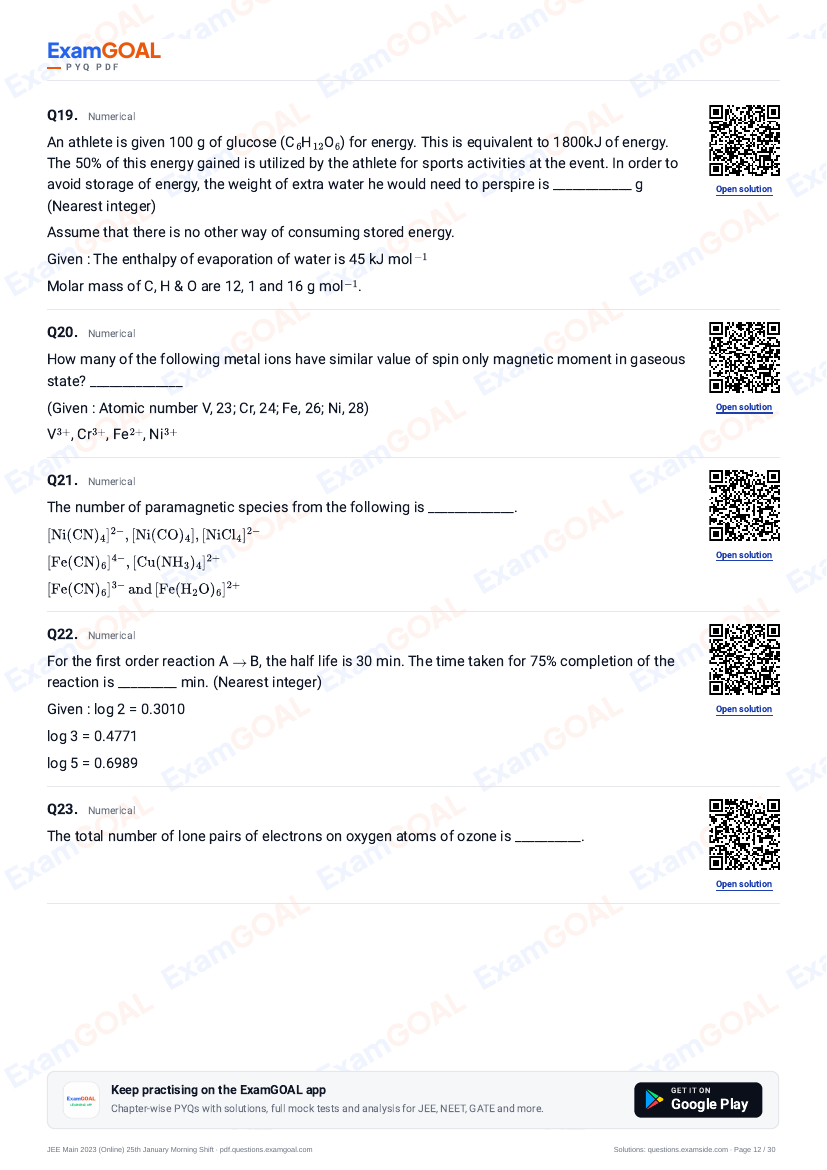 ExamGOAL
PYQ PDF
Q19. Numerical
An athlete is given 100 g of glucose (C₆H₁₂O₆) for energy. This is equivalent to 1800kJ of energy.
The 50% of this energy gained is utilized by the athlete for sports activities at the event. In order to
avoid storage of energy, the weight of extra water he would need to perspire is ____________ g
(Nearest integer)
Assume that there is no other way of consuming stored energy.
Given : The enthalpy of evaporation of water is 45 kJ mol⁻¹
Molar mass of C, H & O are 12, 1 and 16 g mol⁻¹.
Open solution
Q20. Numerical
How many of the following metal ions have similar value of spin only magnetic moment in gaseous
state? ______________
(Given : Atomic number V, 23; Cr, 24; Fe, 26; Ni, 28)
V³⁺, Cr³⁺, Fe²⁺, Ni³⁺
Open solution
Q21. Numerical
The number of paramagnetic species from the following is _____________.
[Ni(CN)₄]²⁻, [Ni(CO)₄], [NiCl₄]²⁻
[Fe(CN)₆]⁴⁻, [Cu(NH₃)₄]²⁺
[Fe(CN)₆]³⁻ and [Fe(H₂O)₆]²⁺
Open solution
Q22. Numerical
For the first order reaction A → B, the half life is 30 min. The time taken for 75% completion of the
reaction is _________ min. (Nearest integer)
Given : log 2 = 0.3010
log 3 = 0.4771
log 5 = 0.6989
Open solution
Q23. Numerical
The total number of lone pairs of electrons on oxygen atoms of ozone is __________.
Open solution
Keep practising on the ExamGOAL app
Chapter-wise PYQs with solutions, full mock tests and analysis for JEE, NEET, GATE and more.
GET IT ON
Google Play
JEE Main 2023 (Online) 25th January Morning Shift · pdf.questions.examgoal.com
Solutions: questions.examside.com · Page 12 / 30